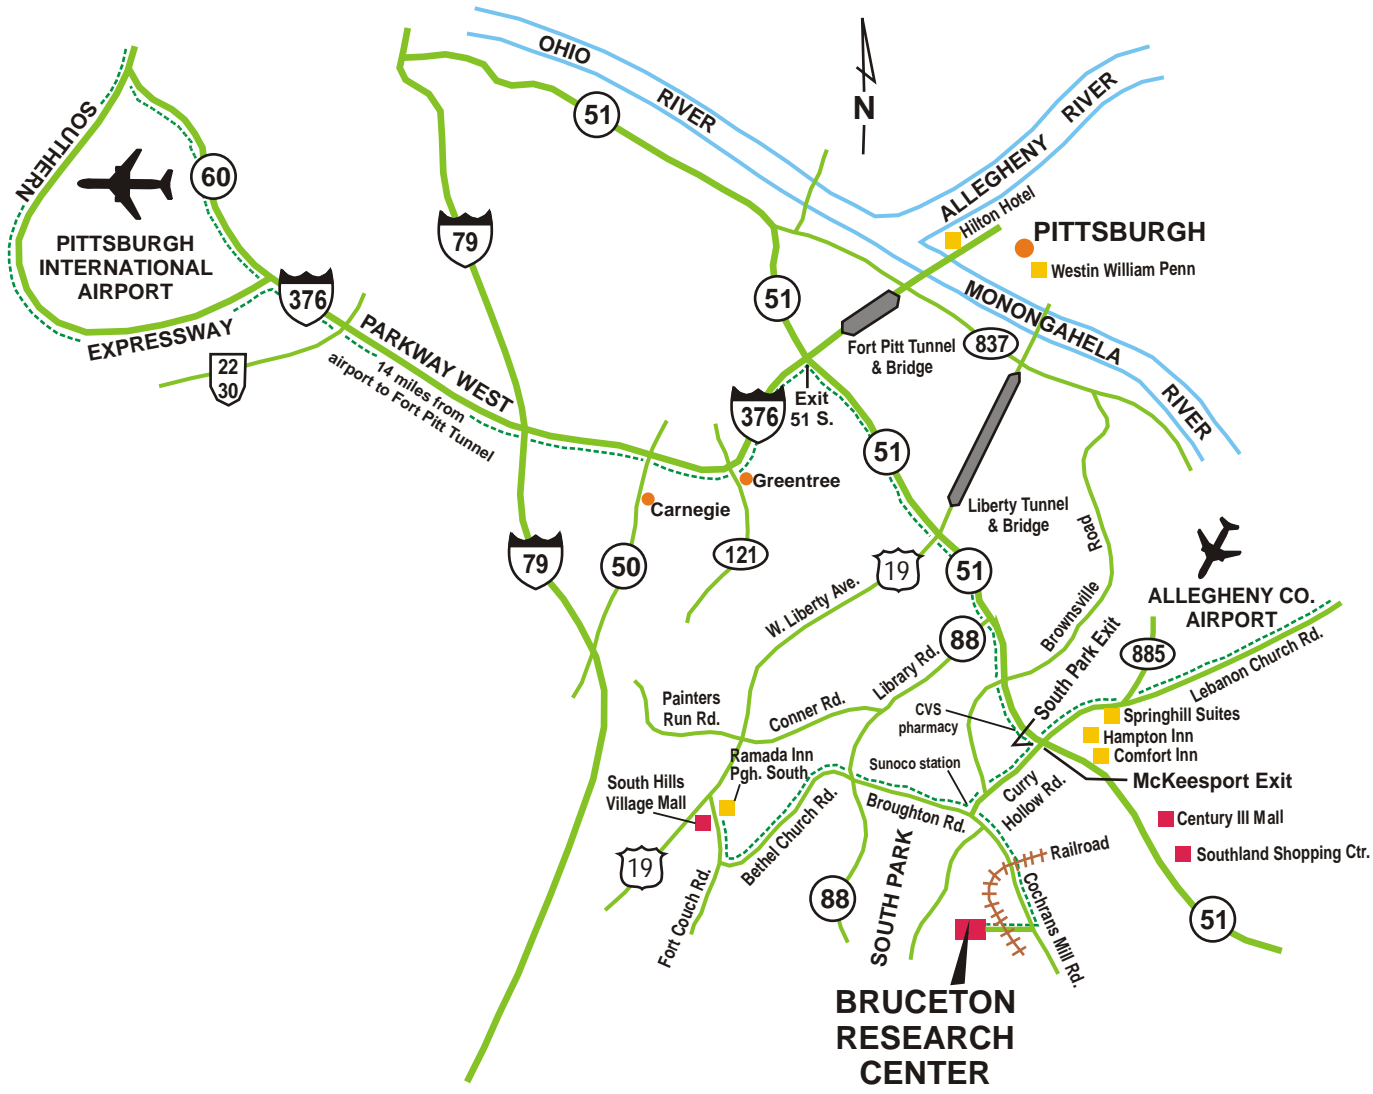 OHIO
RIVER
ALLEGHENY
RIVER
N
51
SOUTHERN
60
PITTSBURGH
INTERNATIONAL
AIRPORT
EXPRESSWAY
376
79
Hilton Hotel
PITTSBURGH
Westin William Penn
MONONGAHELA
RIVER
51
837
Fort Pitt Tunnel
& Bridge
PARKWAY WEST
14 miles from
airport to Fort Pitt Tunnel
22
30
376
Exit
51 S.
51
Greentree
Carnegie
Liberty Tunnel
& Bridge
Road
Brownsville
79
50
121
19
51
W. Liberty Ave.
ALLEGHENY CO.
AIRPORT
88
Library Rd.
South Park Exit
885
Lebanon Church Rd.
Painters
Run Rd.
Conner Rd.
CVS
pharmacy
Springhill Suites
Hampton Inn
Comfort Inn
McKeesport Exit
Ramada Inn
Pgh. South
South Hills
Village Mall
Sunoco station
Curry
Hollow Rd.
Broughton Rd.
Bethel Church Rd.
Century III Mall
Southland Shopping Ctr.
Railroad
19
Fort Couch Rd.
88
SOUTH PARK
Cochrans Mill Rd.
51
BRUCETON
RESEARCH
CENTER